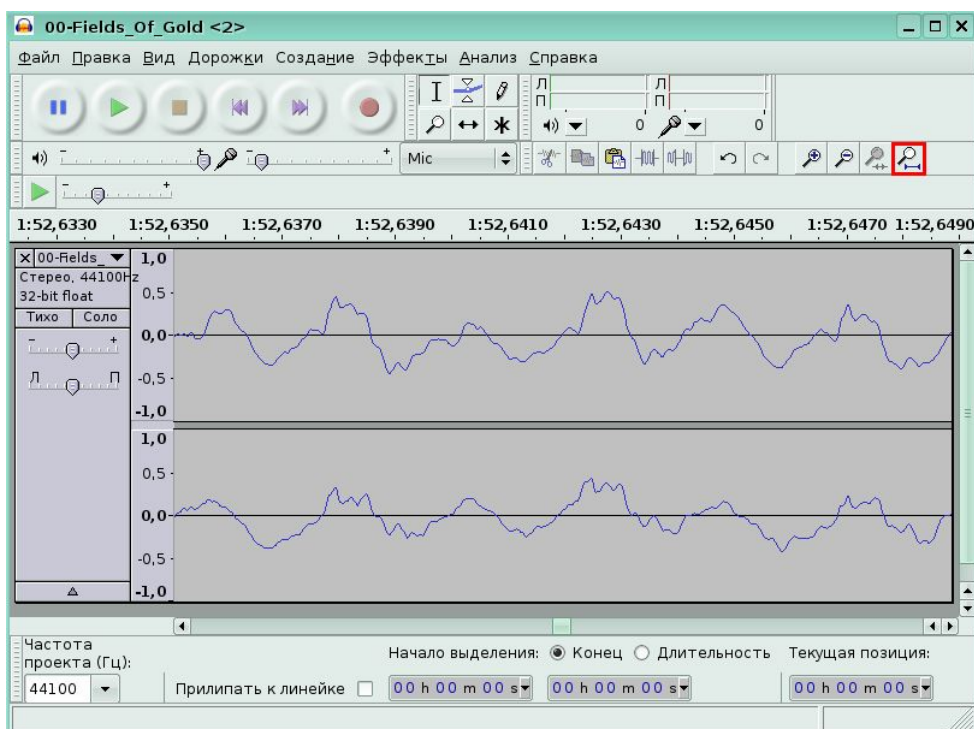 00-Fields_Of_Gold <2>
Файл Правка Вид Дорожки Создание Эффекты Анализ Справка
Л
П
Л
П
0
0
- + - + Mic
- +
1:52,6330 1:52,6350 1:52,6370 1:52,6390 1:52,6410 1:52,6430 1:52,6450 1:52,6470 1:52,6490
X 00-Fields_
Стерео, 44100Hz
32-bit float
Тихо Соло
- +
Л П
1,0
0,5
0,0
-0,5
-1,0
1,0
0,5
0,0
-0,5
-1,0
Частота
проекта (Гц):
44100
Прилипать к линейке
Начало выделения: Конец Длительность Текущая позиция:
00 h 00 m 00 s 00 h 00 m 00 s 00 h 00 m 00 s